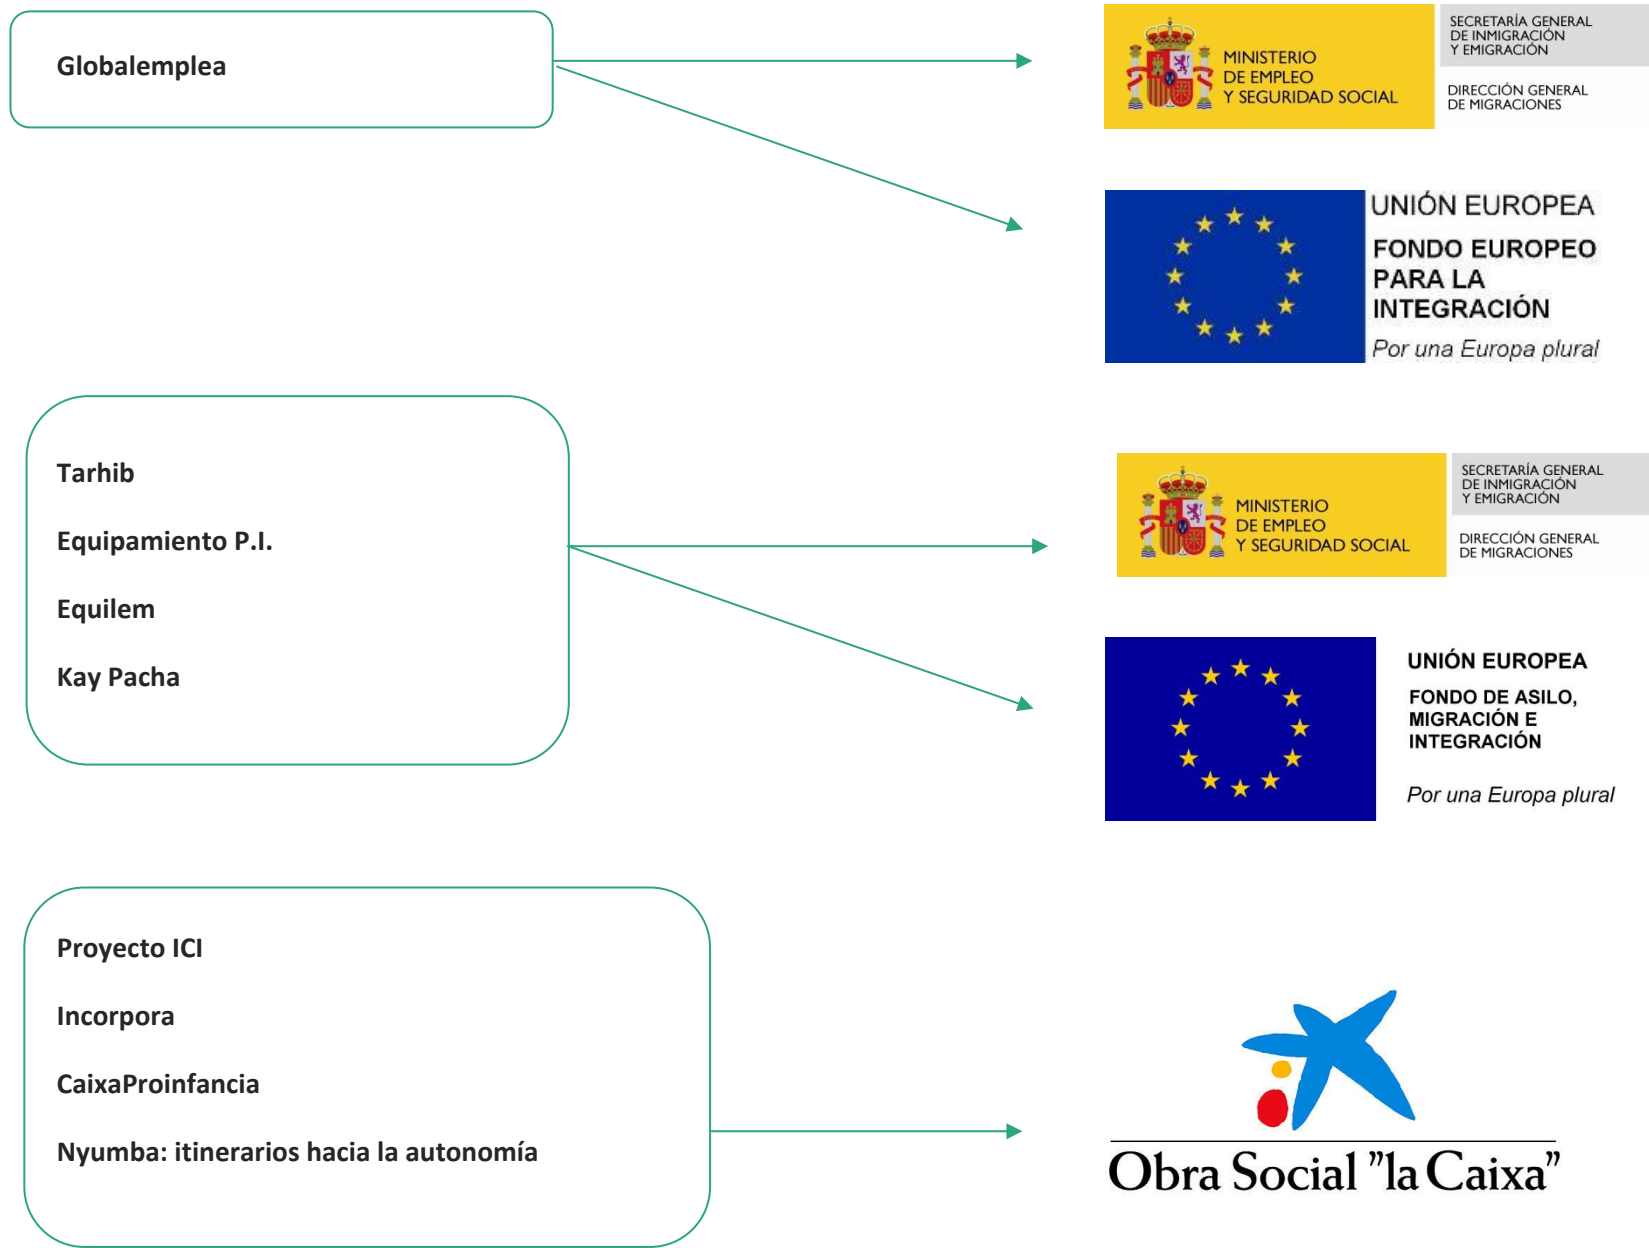 Globalemplea
MINISTERIO
DE EMPLEO
Y SEGURIDAD SOCIAL
SECRETARÍA GENERAL
DE INMIGRACIÓN
Y EMIGRACIÓN
DIRECCIÓN GENERAL
DE MIGRACIONES
UNIÓN EUROPEA
FONDO EUROPEO
PARA LA
INTEGRACIÓN
Por una Europa plural
Tarhib
Equipamiento P.I.
Equilem
Kay Pacha
MINISTERIO
DE EMPLEO
Y SEGURIDAD SOCIAL
SECRETARÍA GENERAL
DE INMIGRACIÓN
Y EMIGRACIÓN
DIRECCIÓN GENERAL
DE MIGRACIONES
UNIÓN EUROPEA
FONDO DE ASILO,
MIGRACIÓN E
INTEGRACIÓN
Por una Europa plural
Proyecto ICI
Incorpora
CaixaProinfancia
Nyumba: itinerarios hacia la autonomía
Obra Social ”la Caixa”